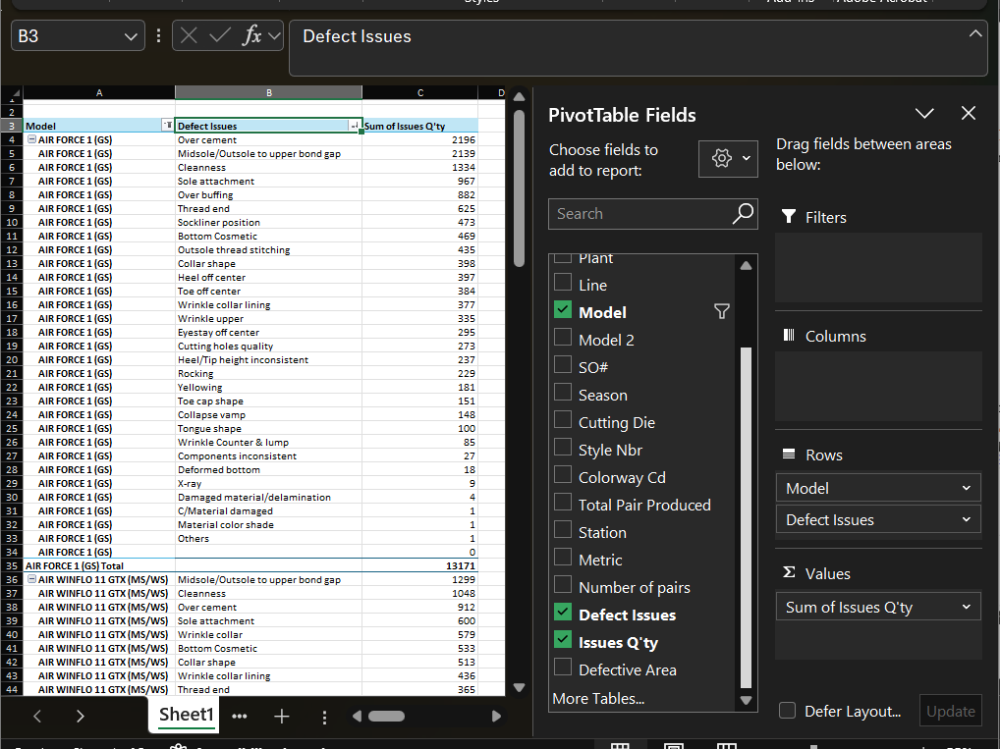 Styles
Add-ins
Adobe Acrobat
B3
fx
Defect Issues
A B C D
2
3 Model Defect Issues Sum of Issues Q'ty
4 AIR FORCE 1 (GS) Over cement 2196
5 AIR FORCE 1 (GS) Midsole/Outsole to upper bond gap 2139
6 AIR FORCE 1 (GS) Cleanness 1334
7 AIR FORCE 1 (GS) Sole attachment 967
8 AIR FORCE 1 (GS) Over buffing 882
9 AIR FORCE 1 (GS) Thread end 625
10 AIR FORCE 1 (GS) Sockliner position 473
11 AIR FORCE 1 (GS) Bottom Cosmetic 469
12 AIR FORCE 1 (GS) Outsole thread stitching 435
13 AIR FORCE 1 (GS) Collar shape 398
14 AIR FORCE 1 (GS) Heel off center 397
15 AIR FORCE 1 (GS) Toe off center 384
16 AIR FORCE 1 (GS) Wrinkle collar lining 377
17 AIR FORCE 1 (GS) Wrinkle upper 335
18 AIR FORCE 1 (GS) Eyestay off center 295
19 AIR FORCE 1 (GS) Cutting holes quality 273
20 AIR FORCE 1 (GS) Heel/Tip height inconsistent 237
21 AIR FORCE 1 (GS) Rocking 229
22 AIR FORCE 1 (GS) Yellowing 181
23 AIR FORCE 1 (GS) Toe cap shape 151
24 AIR FORCE 1 (GS) Collapse vamp 148
25 AIR FORCE 1 (GS) Tongue shape 100
26 AIR FORCE 1 (GS) Wrinkle Counter & lump 85
27 AIR FORCE 1 (GS) Components inconsistent 27
28 AIR FORCE 1 (GS) Deformed bottom 18
29 AIR FORCE 1 (GS) X-ray 9
30 AIR FORCE 1 (GS) Damaged material/delamination 4
31 AIR FORCE 1 (GS) C/Material damaged 1
32 AIR FORCE 1 (GS) Material color shade 1
33 AIR FORCE 1 (GS) Others 1
34 AIR FORCE 1 (GS) 0
35 AIR FORCE 1 (GS) Total 13171
36 AIR WINFLO 11 GTX (MS/WS) Midsole/Outsole to upper bond gap 1299
37 AIR WINFLO 11 GTX (MS/WS) Cleanness 1048
38 AIR WINFLO 11 GTX (MS/WS) Over cement 912
39 AIR WINFLO 11 GTX (MS/WS) Sole attachment 600
40 AIR WINFLO 11 GTX (MS/WS) Wrinkle collar 579
41 AIR WINFLO 11 GTX (MS/WS) Bottom Cosmetic 533
42 AIR WINFLO 11 GTX (MS/WS) Collar shape 513
43 AIR WINFLO 11 GTX (MS/WS) Wrinkle collar lining 436
44 AIR WINFLO 11 GTX (MS/WS) Thread end 365
Sheet1
PivotTable Fields
Choose fields to
add to report:
Search
Plant
Line
Model
Model 2
SO#
Season
Cutting Die
Style Nbr
Colorway Cd
Total Pair Produced
Station
Metric
Number of pairs
Defect Issues
Issues Q'ty
Defective Area
More Tables...
Drag fields between areas
below:
Filters
Columns
Rows
Model
Defect Issues
Σ Values
Sum of Issues Q'ty
Defer Layout...
Update